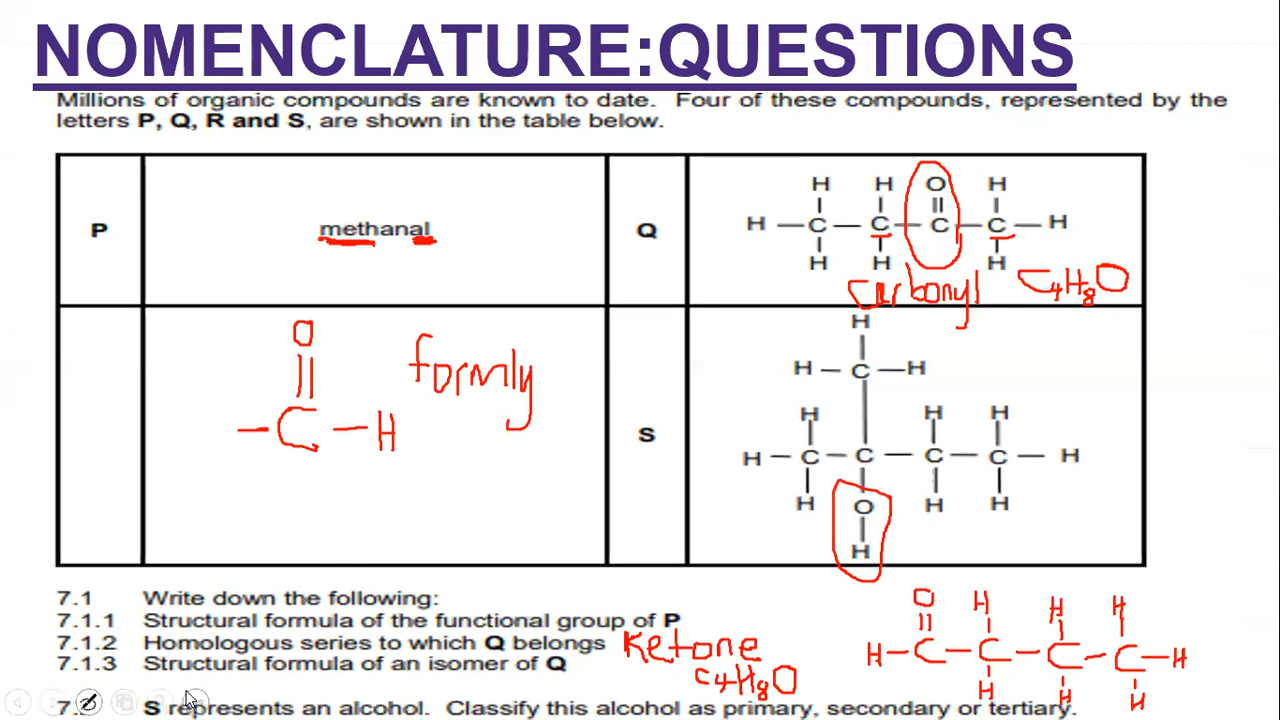 NOMENCLATURE:QUESTIONS
Millions of organic compounds are known to date. Four of these compounds, represented by the
letters P, Q, R and S, are shown in the table below.
P
methanal
Q
H H O H
H – C – C – C – C – H
H H H
carbonyl C4H8O
O
||
– C – H
formly
S
H
H – C – H
H H H
H – C – C – C – C – H
H O H H
H
7.1 Write down the following:
7.1.1 Structural formula of the functional group of P
7.1.2 Homologous series to which Q belongs Ketone
7.1.3 Structural formula of an isomer of Q C4H8O
O H H H
H – C – C – C – C – H
H H H
7. S represents an alcohol. Classify this alcohol as primary, secondary or tertiary.